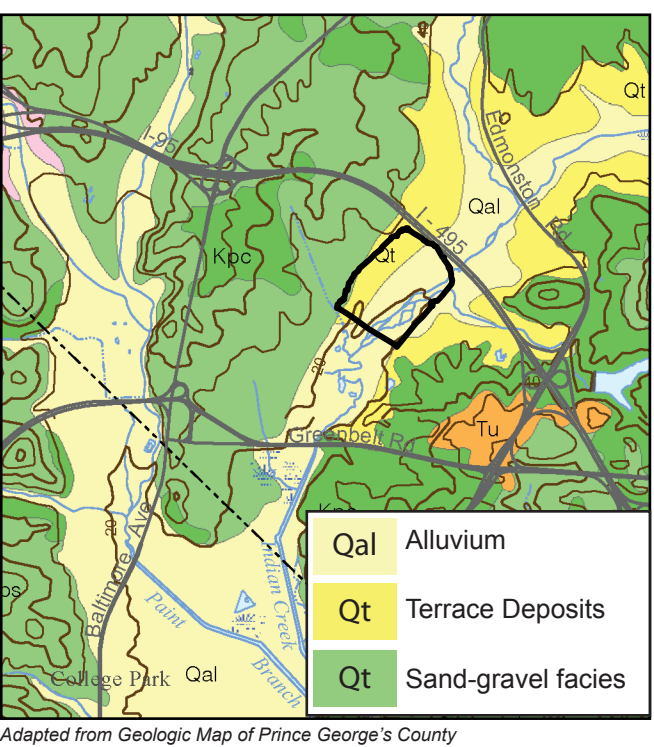 Qt
I-95
Edmonston Rd
Qal
I - 495
Kpc
Qt
20
40
Tu
Greenbelt Rd
20
Baltimore Ave
Indian Creek
Paint Branch
College Park
Qal
Qal Alluvium
Qt Terrace Deposits
Qt Sand-gravel facies
Adapted from Geologic Map of Prince George's County